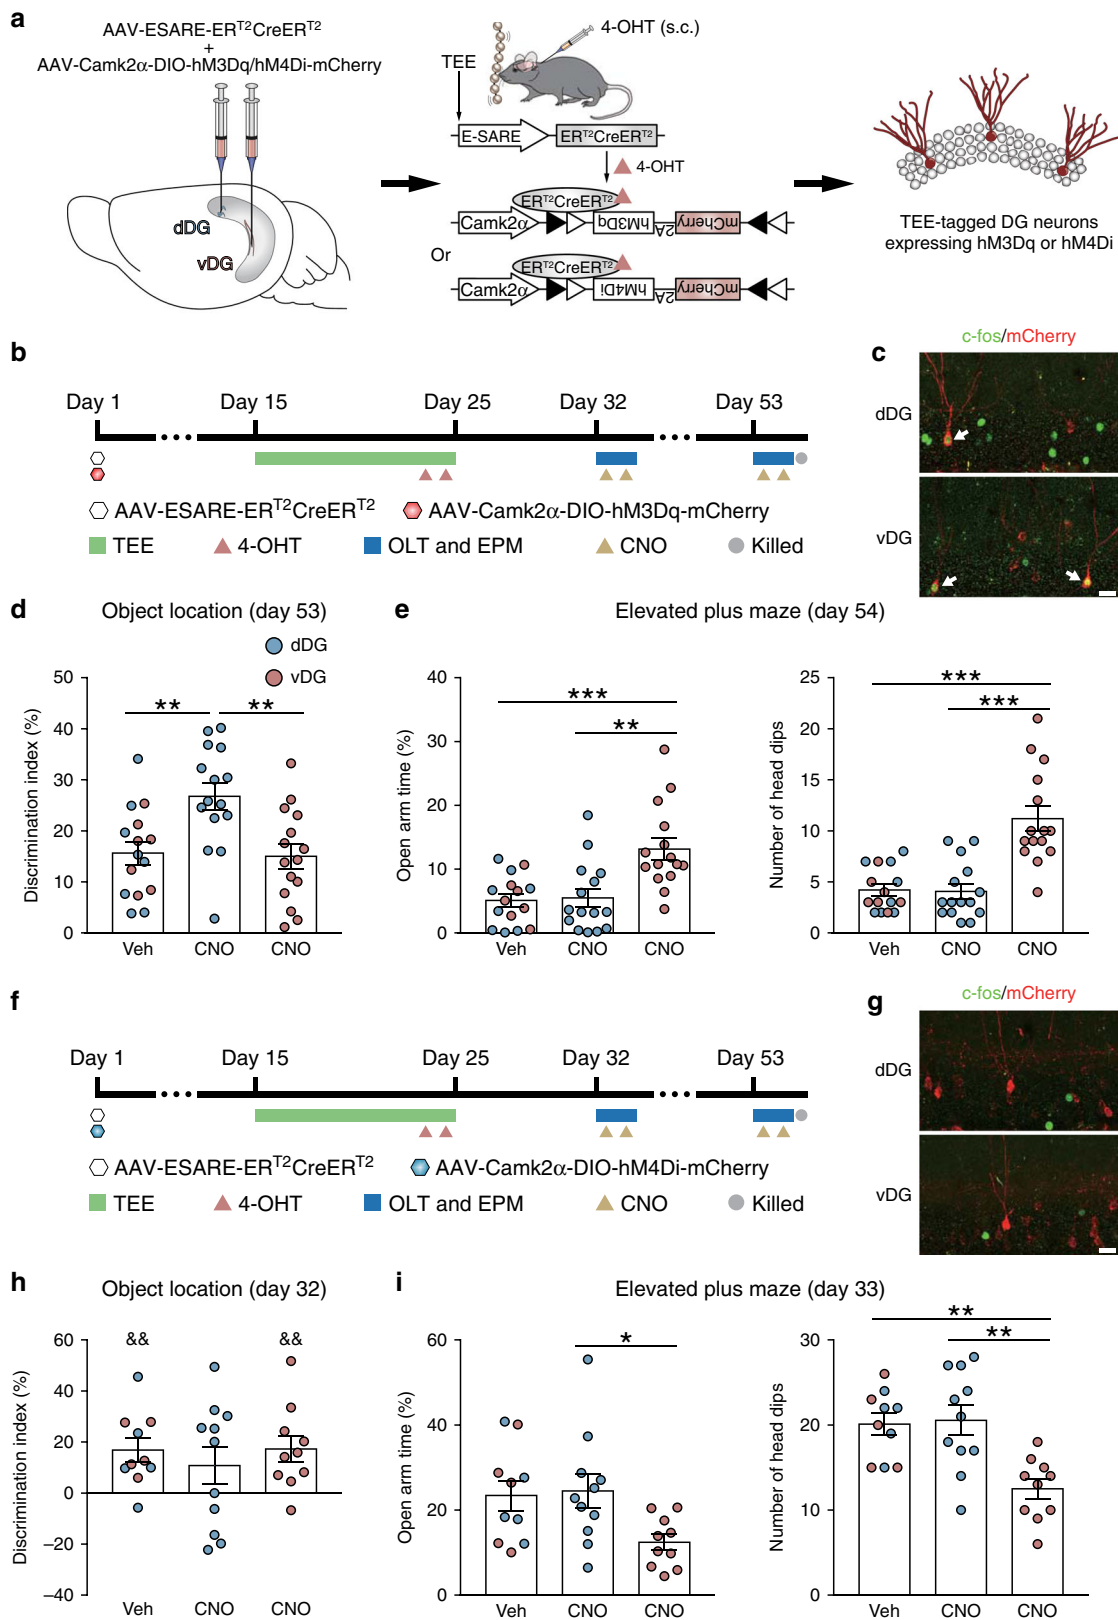 a
AAV-ESARE-ER^T2CreER^T2
+
AAV-Camk2α-DIO-hM3Dq/hM4Di-mCherry
dDG
vDG
TEE
4-OHT (s.c.)
E-SARE
ER^T2CreER^T2
4-OHT
ER^T2CreER^T2
Camk2α
hM3Dq
2A
mCherry
Or
ER^T2CreER^T2
Camk2α
hM4Di
2A
mCherry
TEE-tagged DG neurons
expressing hM3Dq or hM4Di
b
Day 1
Day 15
Day 25
Day 32
Day 53
AAV-ESARE-ER^T2CreER^T2
AAV-Camk2α-DIO-hM3Dq-mCherry
TEE
4-OHT
OLT and EPM
CNO
Killed
c
c-fos/mCherry
dDG
vDG
d
Object location (day 53)
dDG
vDG
Discrimination index (%)
50
40
30
20
10
0
**
**
Veh
CNO
CNO
e
Elevated plus maze (day 54)
Open arm time (%)
40
30
20
10
0
***
**
Veh
CNO
CNO
Number of head dips
25
20
15
10
5
0
***
***
Veh
CNO
CNO
f
Day 1
Day 15
Day 25
Day 32
Day 53
AAV-ESARE-ER^T2CreER^T2
AAV-Camk2α-DIO-hM4Di-mCherry
TEE
4-OHT
OLT and EPM
CNO
Killed
g
c-fos/mCherry
dDG
vDG
h
Object location (day 32)
Discrimination index (%)
60
40
20
0
−20
−40
&&
&&
Veh
CNO
CNO
i
Elevated plus maze (day 33)
Open arm time (%)
60
40
20
0
*
Veh
CNO
CNO
Number of head dips
30
20
10
0
**
**
Veh
CNO
CNO